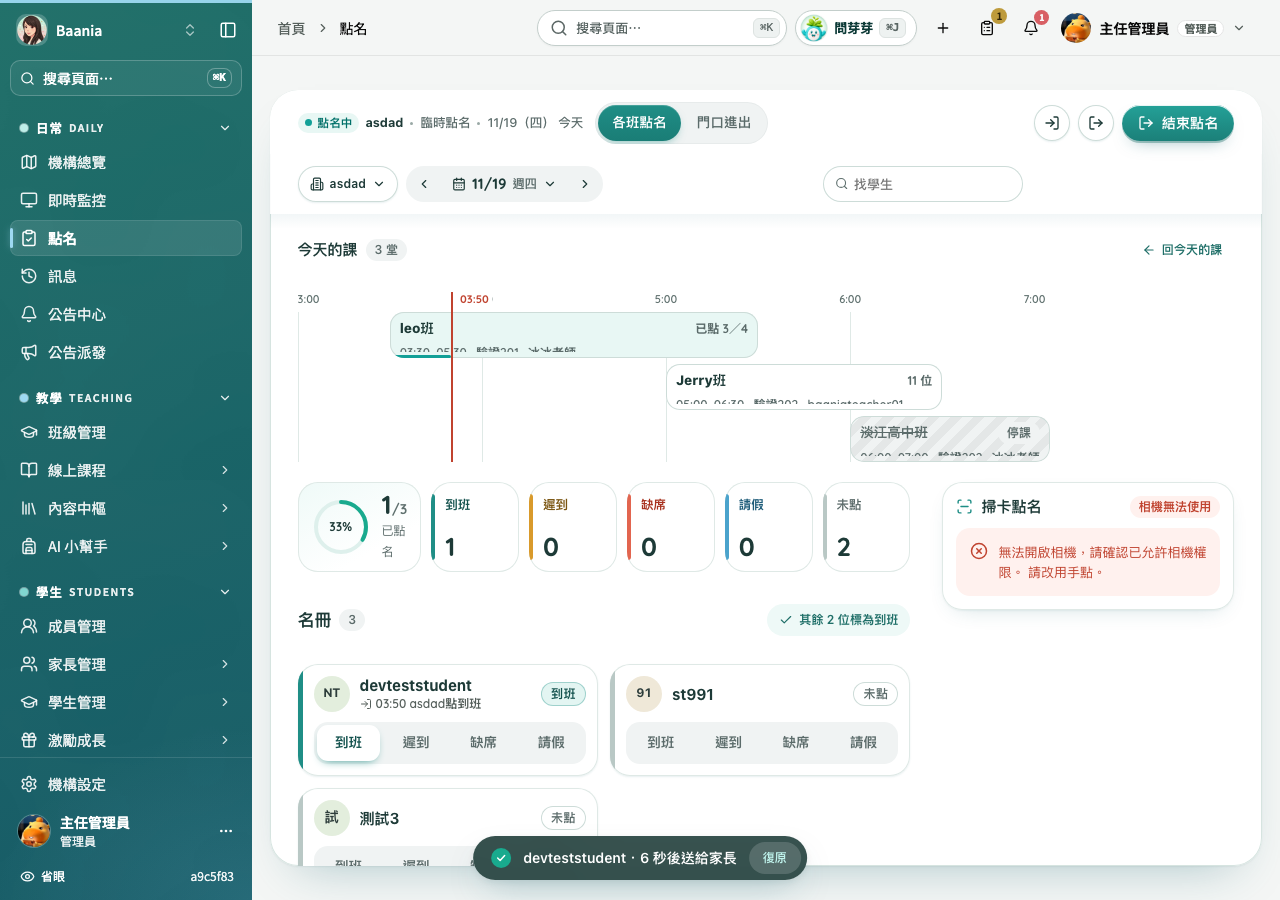 Baania
搜尋頁面⋯ ⌘K
日常 DAILY
機構總覽
即時監控
點名
訊息
公告中心
公告派發
教學 TEACHING
班級管理
線上課程
內容中樞
AI 小幫手
學生 STUDENTS
成員管理
家長管理
學生管理
激勵成長
機構設定
主任管理員
管理員
省眼 a9c5f83
首頁 點名
搜尋頁面⋯ ⌘K
問芽芽 ⌘J
1
1
主任管理員 管理員
點名中 asdad · 臨時點名 · 11/19（四） 今天
各班點名 門口進出
結束點名
asdad
11/19 週四
找學生
今天的課 3 堂
回今天的課
3:00 03:50 5:00 6:00 7:00
leo班 已點 3／4
Jerry班 11 位
淡江高中班 停課
33% 1/3 已點名
到班 1
遲到 0
缺席 0
請假 0
未點 2
掃卡點名 相機無法使用
無法開啟相機，請確認已允許相機權
限。 請改用手點。
名冊 3
其餘 2 位標為到班
NT devteststudent 到班
03:50 asdad點到班
到班 遲到 缺席 請假
91 st991 未點
到班 遲到 缺席 請假
試 測試3 未點
到班 遲到
devteststudent · 6 秒後送給家長 復原